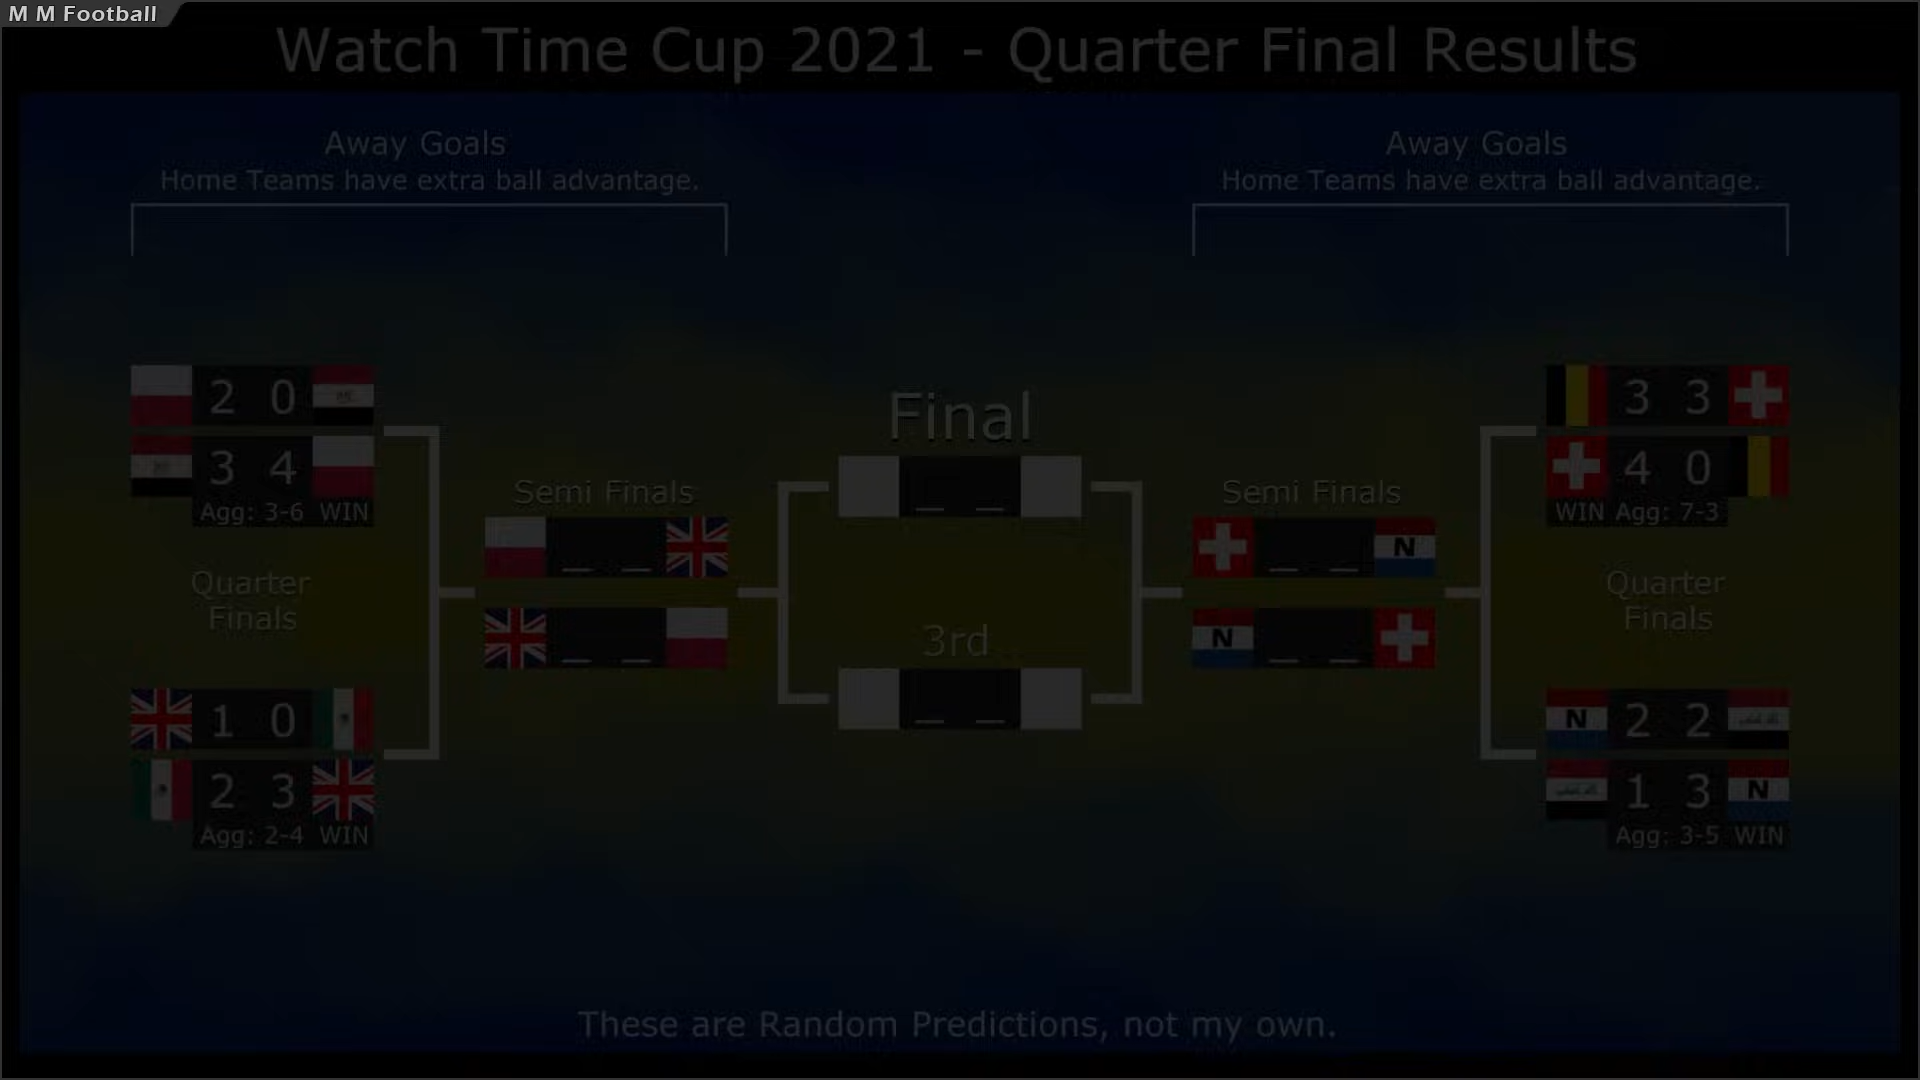 M M Football
Watch Time Cup 2021 - Quarter Final Results
Away Goals
Home Teams have extra ball advantage.
Away Goals
Home Teams have extra ball advantage.
2 0
3 4
Agg: 3-6 WIN
Quarter
Finals
1 0
2 3
Agg: 2-4 WIN
Semi Finals
_ _
_ _
Final
_ _
3rd
_ _
Semi Finals
_ _ N
N _ _
3 3
4 0
WIN Agg: 7-3
Quarter
Finals
N 2 2
1 3 N
Agg: 3-5 WIN
These are Random Predictions, not my own.